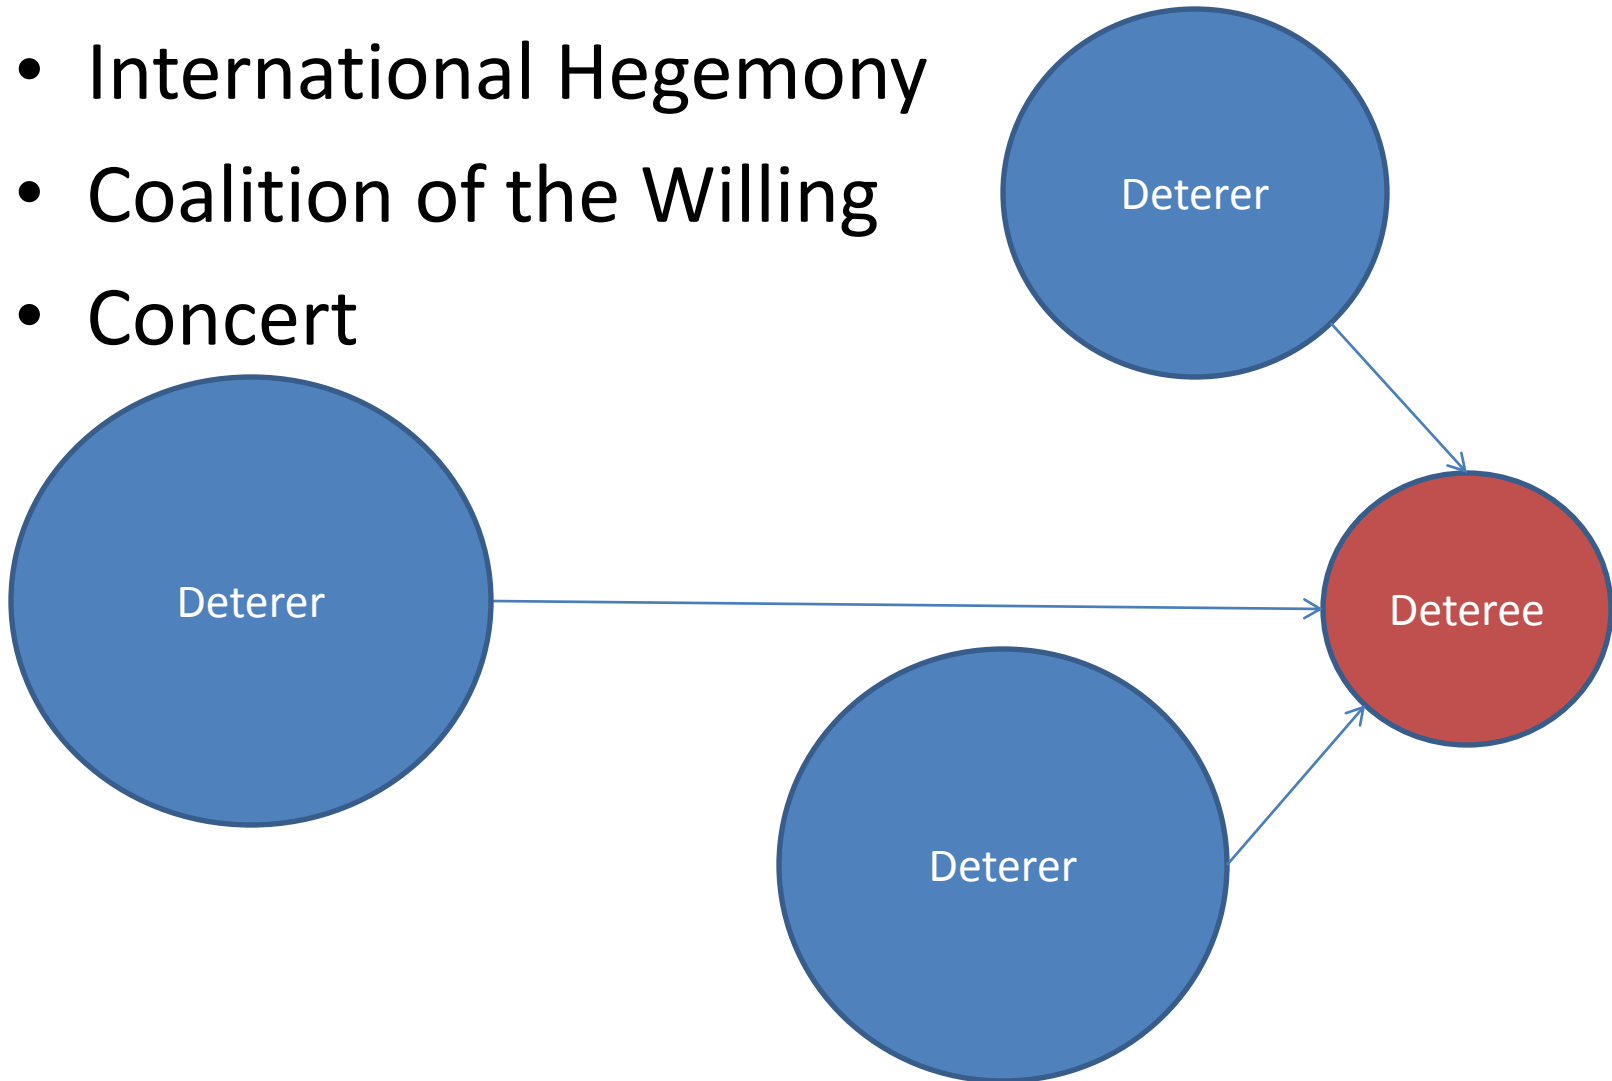 • International Hegemony
• Coalition of the Willing
• Concert
Deterer
Deterer
Deteree
Deterer